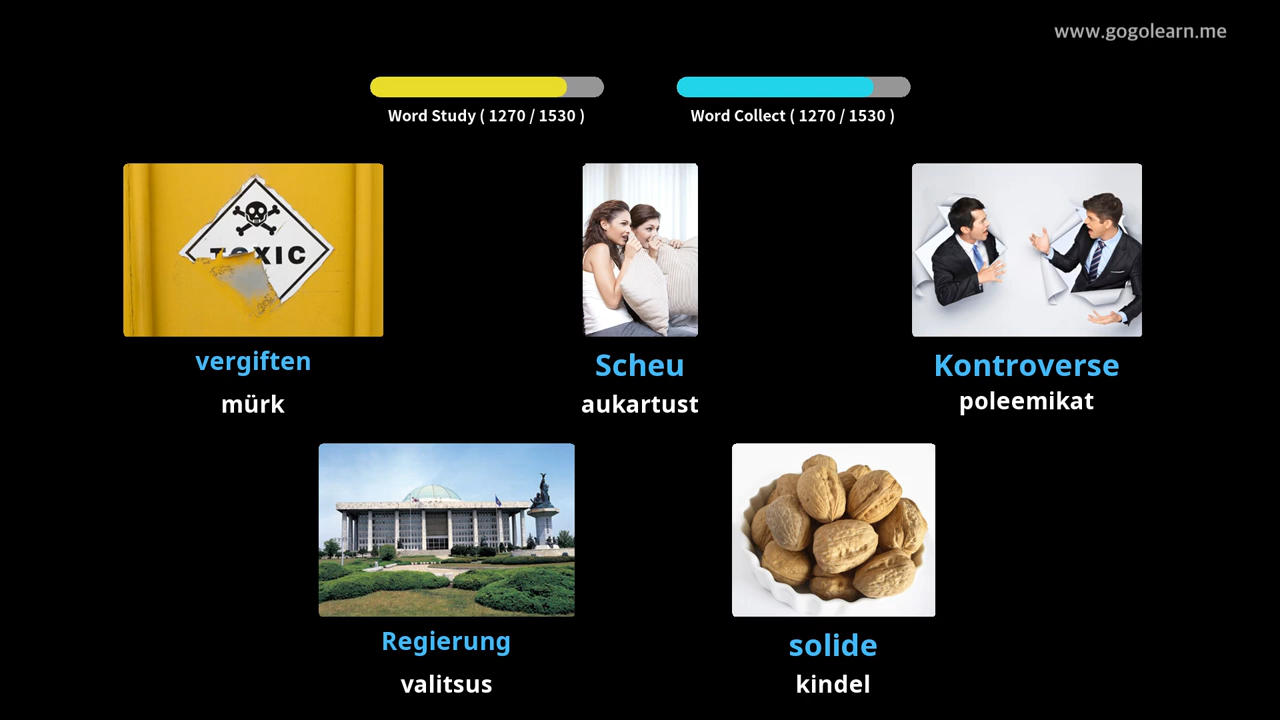 www.gogolearn.me
Word Study ( 1270 / 1530 )
Word Collect ( 1270 / 1530 )
TOXIC
vergiften
mürk
Scheu
aukartust
Kontroverse
poleemikat
Regierung
valitsus
solide
kindel